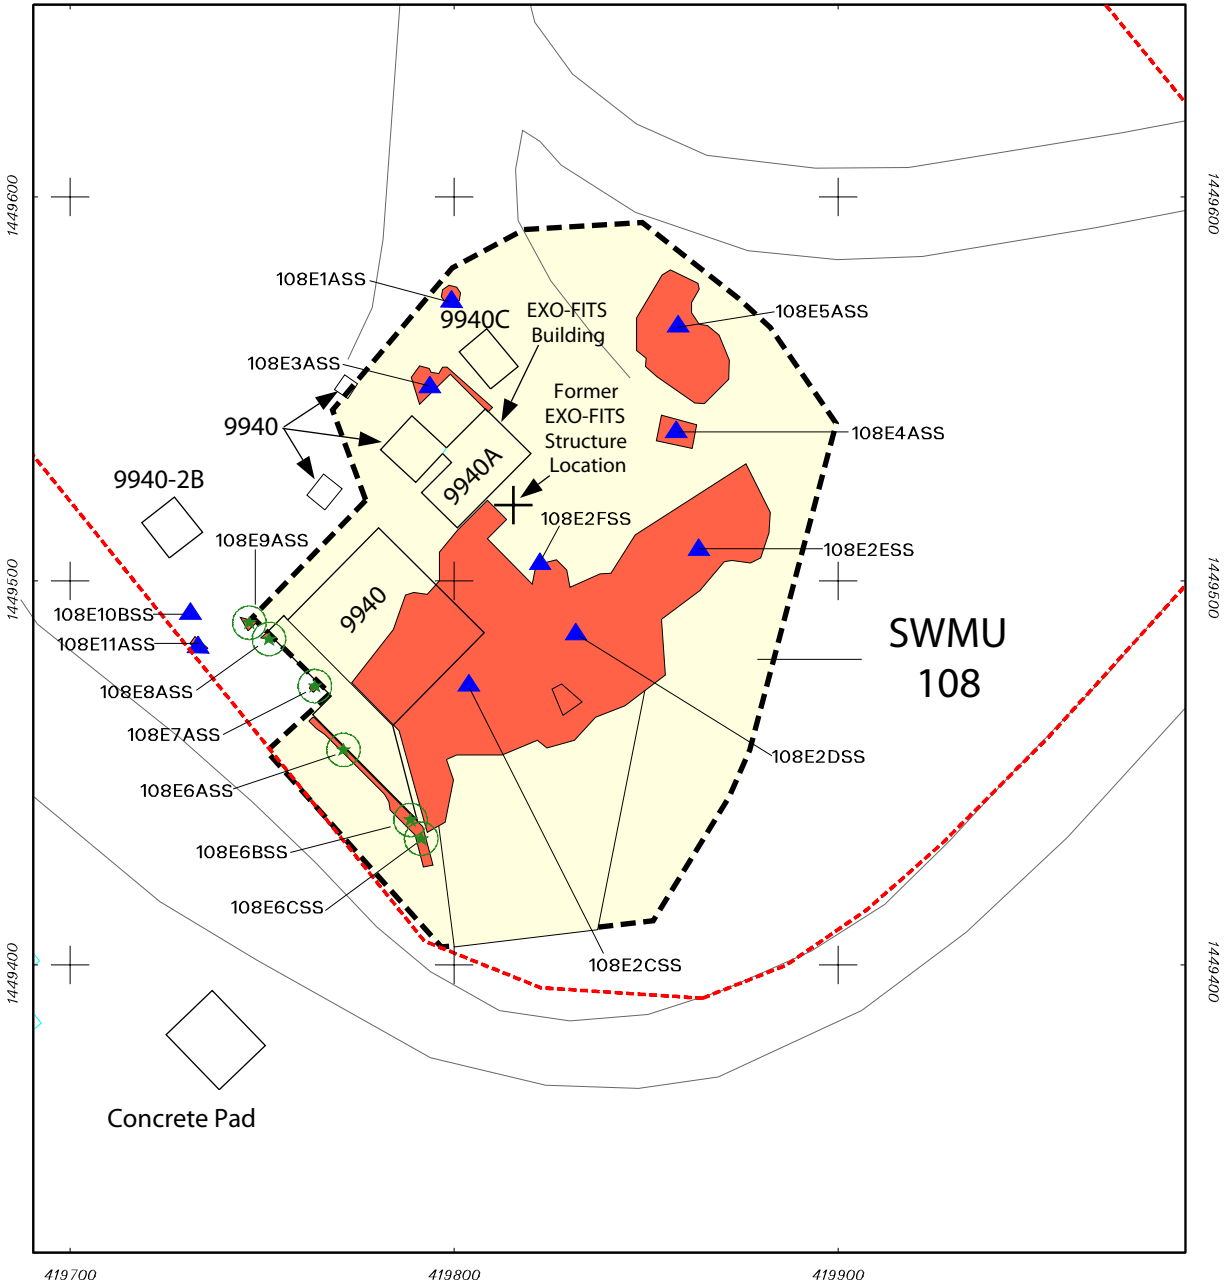 1449600
1449600
108E1ASS
9940C
EXO-FITS
Building
108E5ASS
108E3ASS
Former
EXO-FITS
Structure
Location
9940
108E4ASS
9940A
9940-2B
108E2FSS
108E9ASS
108E2ESS
1449500
1449500
9940
108E10BSS
108E11ASS
SWMU
108
108E8ASS
108E7ASS
108E2DSS
108E6ASS
108E6BSS
108E6CSS
108E2CSS
1449400
1449400
Concrete Pad
419700
419800
419900